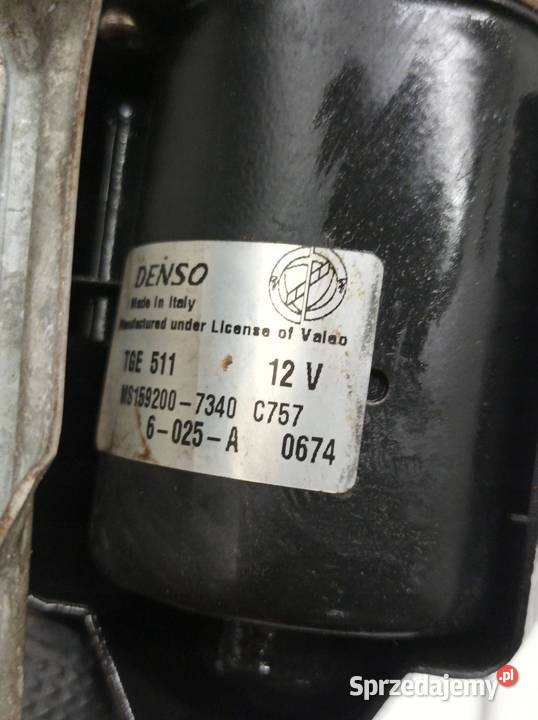 DENSO
Made in Italy
Manufactured under License of Valeo
TGE 511 12 V
MS159200-7340 C757
6-025-A 0674
Sprzedajemy.pl